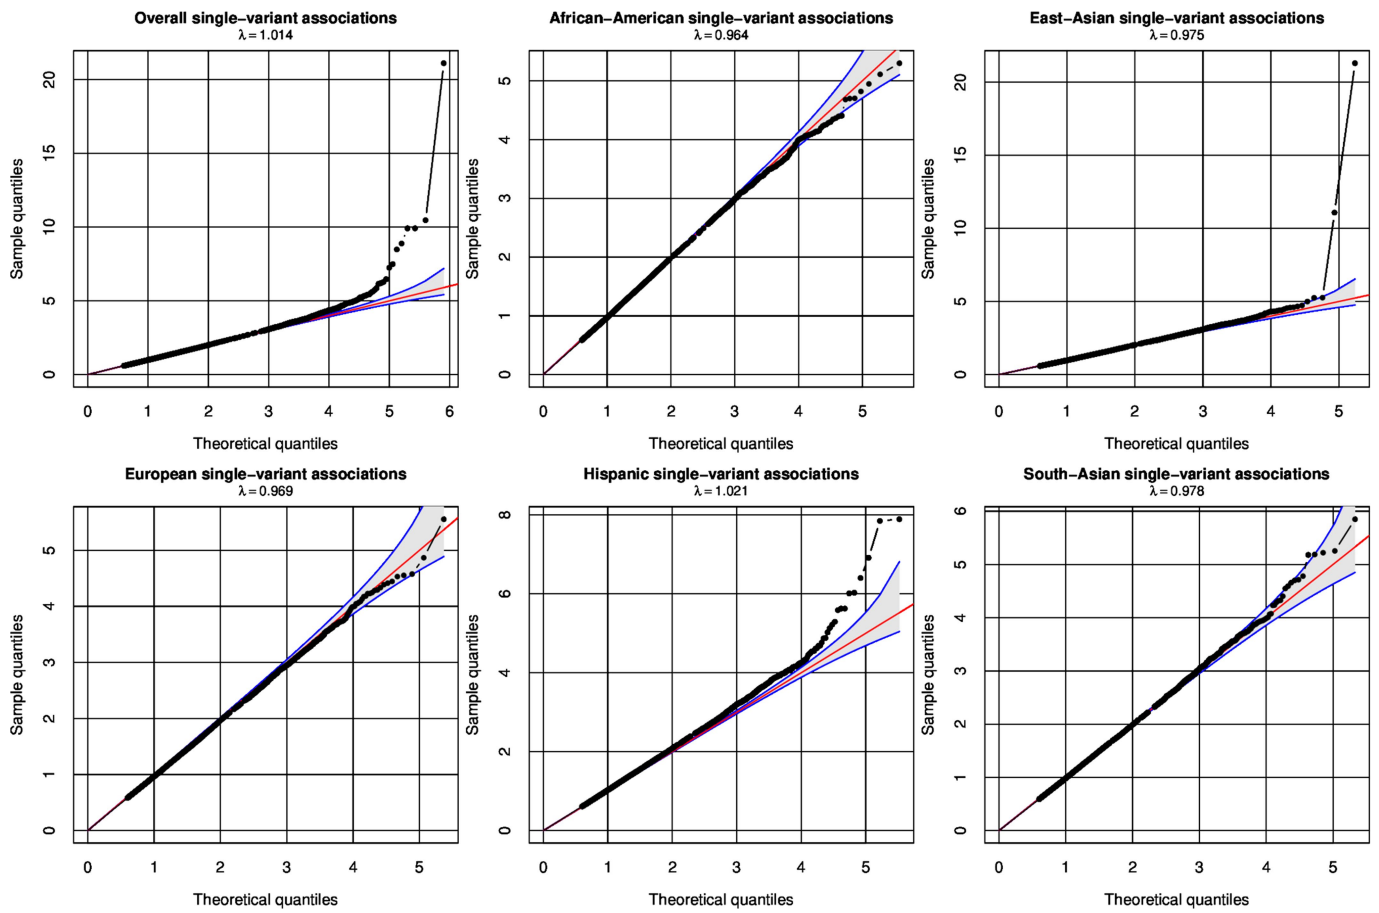 Overall single−variant associations
λ = 1.014
Sample quantiles
20
15
10
5
0
0 1 2 3 4 5 6
Theoretical quantiles
African−American single−variant associations
λ = 0.964
Sample quantiles
5
4
3
2
1
0
0 1 2 3 4 5
Theoretical quantiles
East−Asian single−variant associations
λ = 0.975
Sample quantiles
20
15
10
5
0
0 1 2 3 4 5
Theoretical quantiles
European single−variant associations
λ = 0.969
Sample quantiles
5
4
3
2
1
0
0 1 2 3 4 5
Theoretical quantiles
Hispanic single−variant associations
λ = 1.021
Sample quantiles
8
6
4
2
0
0 1 2 3 4 5
Theoretical quantiles
South−Asian single−variant associations
λ = 0.978
Sample quantiles
6
5
4
3
2
1
0
0 1 2 3 4 5
Theoretical quantiles